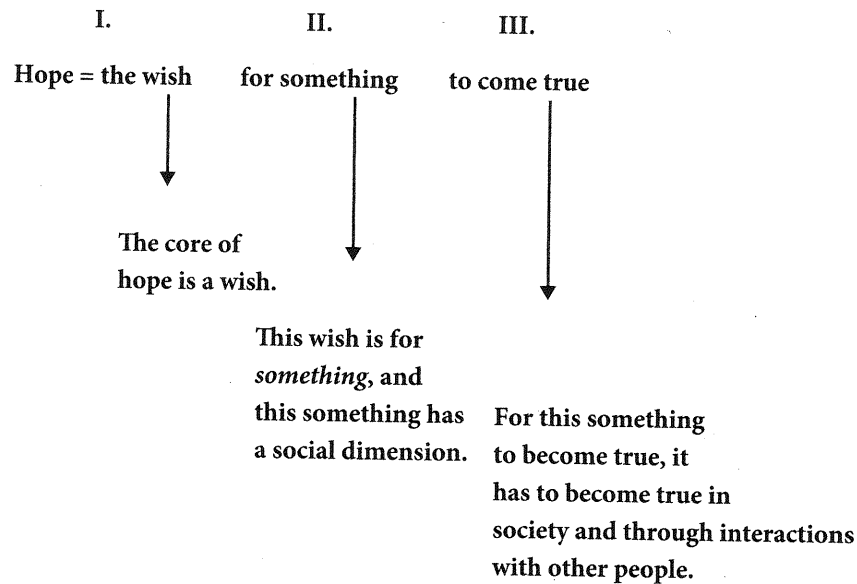 I. II. III.
Hope = the wish for something to come true
The core of
hope is a wish.
This wish is for
something, and
this something has
a social dimension.
For this something
to become true, it
has to become true in
society and through interactions
with other people.